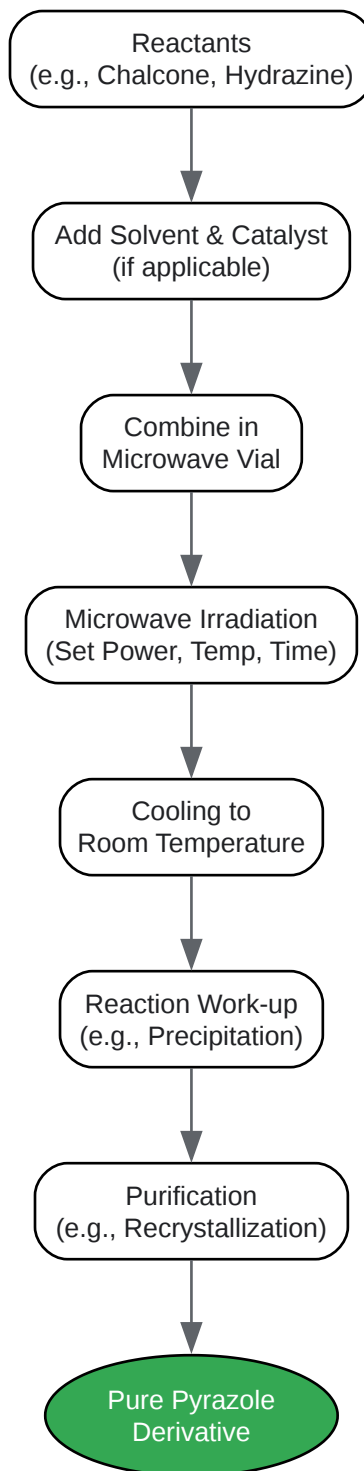 Reactants
(e.g., Chalcone, Hydrazine)
Add Solvent & Catalyst
(if applicable)
Combine in
Microwave Vial
Microwave Irradiation
(Set Power, Temp, Time)
Cooling to
Room Temperature
Reaction Work-up
(e.g., Precipitation)
Purification
(e.g., Recrystallization)
Pure Pyrazole
Derivative